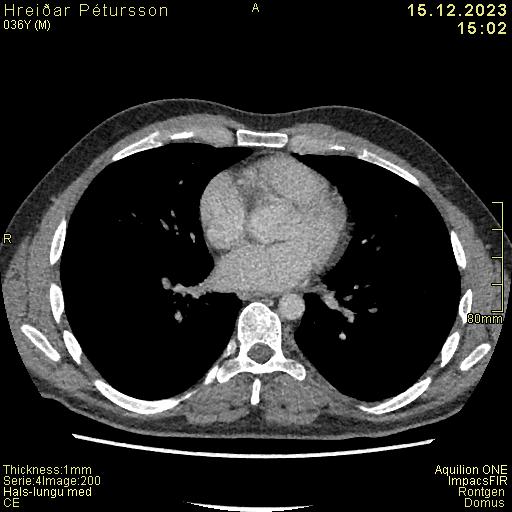 Hreiðar Pétursson
036Y (M)
A
15.12.2023
15:02
R
80mm
Thickness:1mm
Serie:4Image:200
Hals-lungu med
CE
Aquilion ONE
ImpacsFIR
Rontgen
Domus